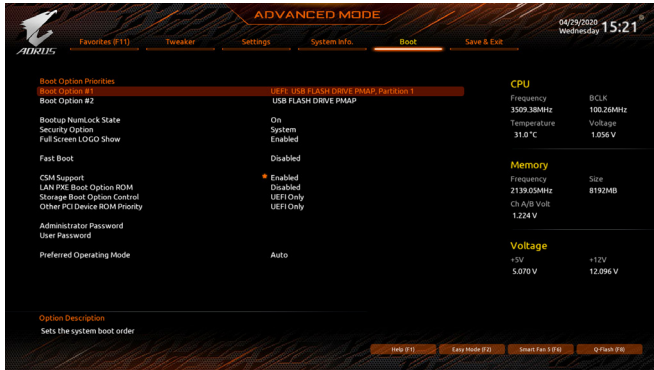 ADVANCED MODE
04/29/2020
Wednesday 15:21
AORUS
Favorites (F11) Tweaker Settings System Info. Boot Save & Exit
Boot Option Priorities
Boot Option #1 UEFI: USB FLASH DRIVE PMAP, Partition 1
Boot Option #2 USB FLASH DRIVE PMAP
Bootup NumLock State On
Security Option System
Full Screen LOGO Show Enabled
Fast Boot Disabled
CSM Support * Enabled
LAN PXE Boot Option ROM Disabled
Storage Boot Option Control UEFI Only
Other PCI Device ROM Priority UEFI Only
Administrator Password
User Password
Preferred Operating Mode Auto
CPU
Frequency BCLK
3509.38MHz 100.26MHz
Temperature Voltage
31.0 °C 1.056 V
Memory
Frequency Size
2139.05MHz 8192MB
Ch A/B Volt
1.224 V
Voltage
+5V +12V
5.070 V 12.096 V
Option Description
Sets the system boot order
Help (F1) Easy Mode (F2) Smart Fan 5 (F6) Q-Flash (F8)